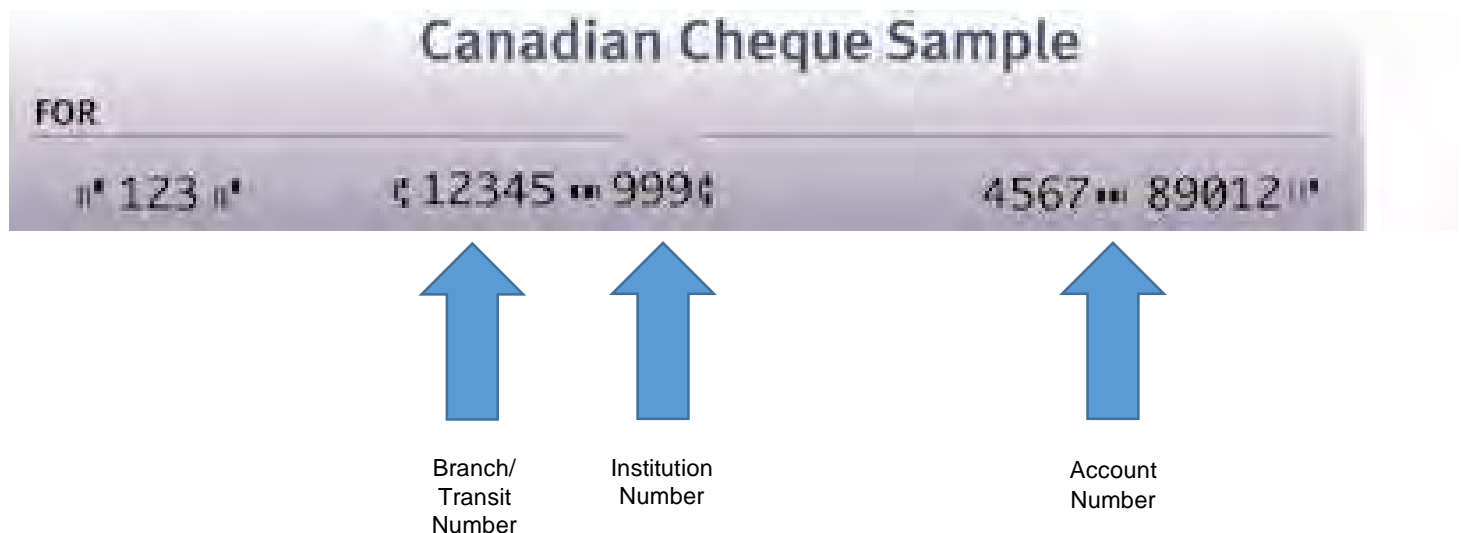 Canadian Cheque Sample
FOR
⑈ 123 ⑈ ⑆ 12345 ⑉ 999⑆ 4567⑉ 89012⑈
Branch/
Transit
Number
Institution
Number
Account
Number